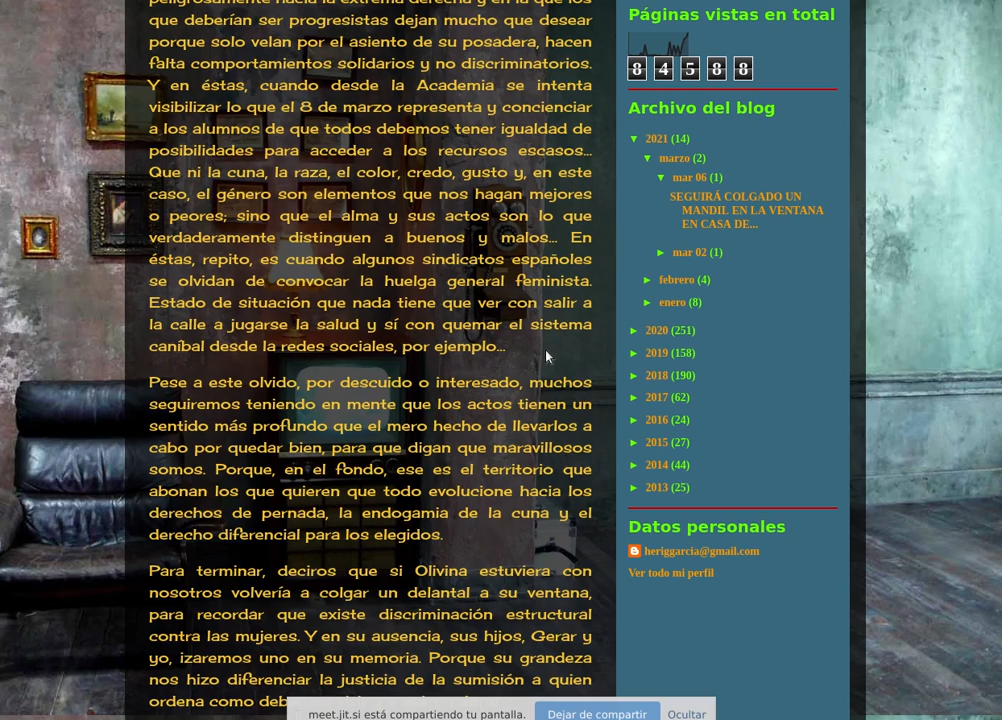 peligrosamente hacia la extrema derecha y en la que los
que deberían ser progresistas dejan mucho que desear
porque solo velan por el asiento de su posadera, hacen
falta comportamientos solidarios y no discriminatorios.
Y en éstas, cuando desde la Academia se intenta
visibilizar lo que el 8 de marzo representa y concienciar
a los alumnos de que todos debemos tener igualdad de
posibilidades para acceder a los recursos escasos...
Que ni la cuna, la raza, el color, credo, gusto y, en este
caso, el género son elementos que nos hagan mejores
o peores; sino que el alma y sus actos son lo que
verdaderamente distinguen a buenos y malos... En
éstas, repito, es cuando algunos sindicatos españoles
se olvidan de convocar la huelga general feminista.
Estado de situación que nada tiene que ver con salir a
la calle a jugarse la salud y sí con quemar el sistema
caníbal desde la redes sociales, por ejemplo...
Pese a este olvido, por descuido o interesado, muchos
seguiremos teniendo en mente que los actos tienen un
sentido más profundo que el mero hecho de llevarlos a
cabo por quedar bien, para que digan que maravillosos
somos. Porque, en el fondo, ese es el territorio que
abonan los que quieren que todo evolucione hacia los
derechos de pernada, la endogamia de la cuna y el
derecho diferencial para los elegidos.
Para terminar, deciros que si Olivina estuviera con
nosotros volvería a colgar un delantal a su ventana,
para recordar que existe discriminación estructural
contra las mujeres. Y en su ausencia, sus hijos, Gerar y
yo, izaremos uno en su memoria. Porque su grandeza
nos hizo diferenciar la justicia de la sumisión a quien
ordena como deb
Páginas vistas en total
8 4 5 8 8
Archivo del blog
▼ 2021 (14)
▼ marzo (2)
▼ mar 06 (1)
SEGUIRÁ COLGADO UN
MANDIL EN LA VENTANA
EN CASA DE...
► mar 02 (1)
► febrero (4)
► enero (8)
► 2020 (251)
► 2019 (158)
► 2018 (190)
► 2017 (62)
► 2016 (24)
► 2015 (27)
► 2014 (44)
► 2013 (25)
Datos personales
heriggarcia@gmail.com
Ver todo mi perfil
meet.jit.si está compartiendo tu pantalla. Dejar de compartir Ocultar